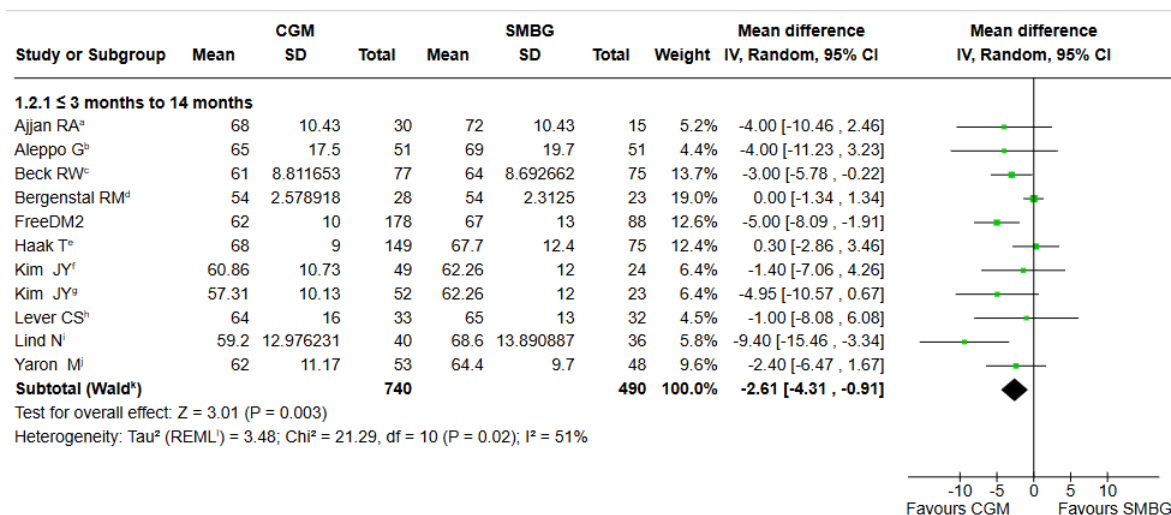 CGM SMBG Mean difference Mean difference
Study or Subgroup Mean SD Total Mean SD Total Weight IV, Random, 95% CI IV, Random, 95% CI
1.2.1 ≤ 3 months to 14 months
Ajjan RAᵃ 68 10.43 30 72 10.43 15 5.2% -4.00 [-10.46 , 2.46]
Aleppo Gᵇ 65 17.5 51 69 19.7 51 4.4% -4.00 [-11.23 , 3.23]
Beck RWᶜ 61 8.811653 77 64 8.692662 75 13.7% -3.00 [-5.78 , -0.22]
Bergenstal RMᵈ 54 2.578918 28 54 2.3125 23 19.0% 0.00 [-1.34 , 1.34]
FreeDM2 62 10 178 67 13 88 12.6% -5.00 [-8.09 , -1.91]
Haak Tᵉ 68 9 149 67.7 12.4 75 12.4% 0.30 [-2.86 , 3.46]
Kim JYᶠ 60.86 10.73 49 62.26 12 24 6.4% -1.40 [-7.06 , 4.26]
Kim JYᵍ 57.31 10.13 52 62.26 12 23 6.4% -4.95 [-10.57 , 0.67]
Lever CSʰ 64 16 33 65 13 32 4.5% -1.00 [-8.08 , 6.08]
Lind Nⁱ 59.2 12.976231 40 68.6 13.890887 36 5.8% -9.40 [-15.46 , -3.34]
Yaron Mʲ 62 11.17 53 64.4 9.7 48 9.6% -2.40 [-6.47 , 1.67]
Subtotal (Waldᵏ) 740 490 100.0% -2.61 [-4.31 , -0.91]
Test for overall effect: Z = 3.01 (P = 0.003)
Heterogeneity: Tau² (REMLˡ) = 3.48; Chi² = 21.29, df = 10 (P = 0.02); I² = 51%
-10 -5 0 5 10
Favours CGM Favours SMBG